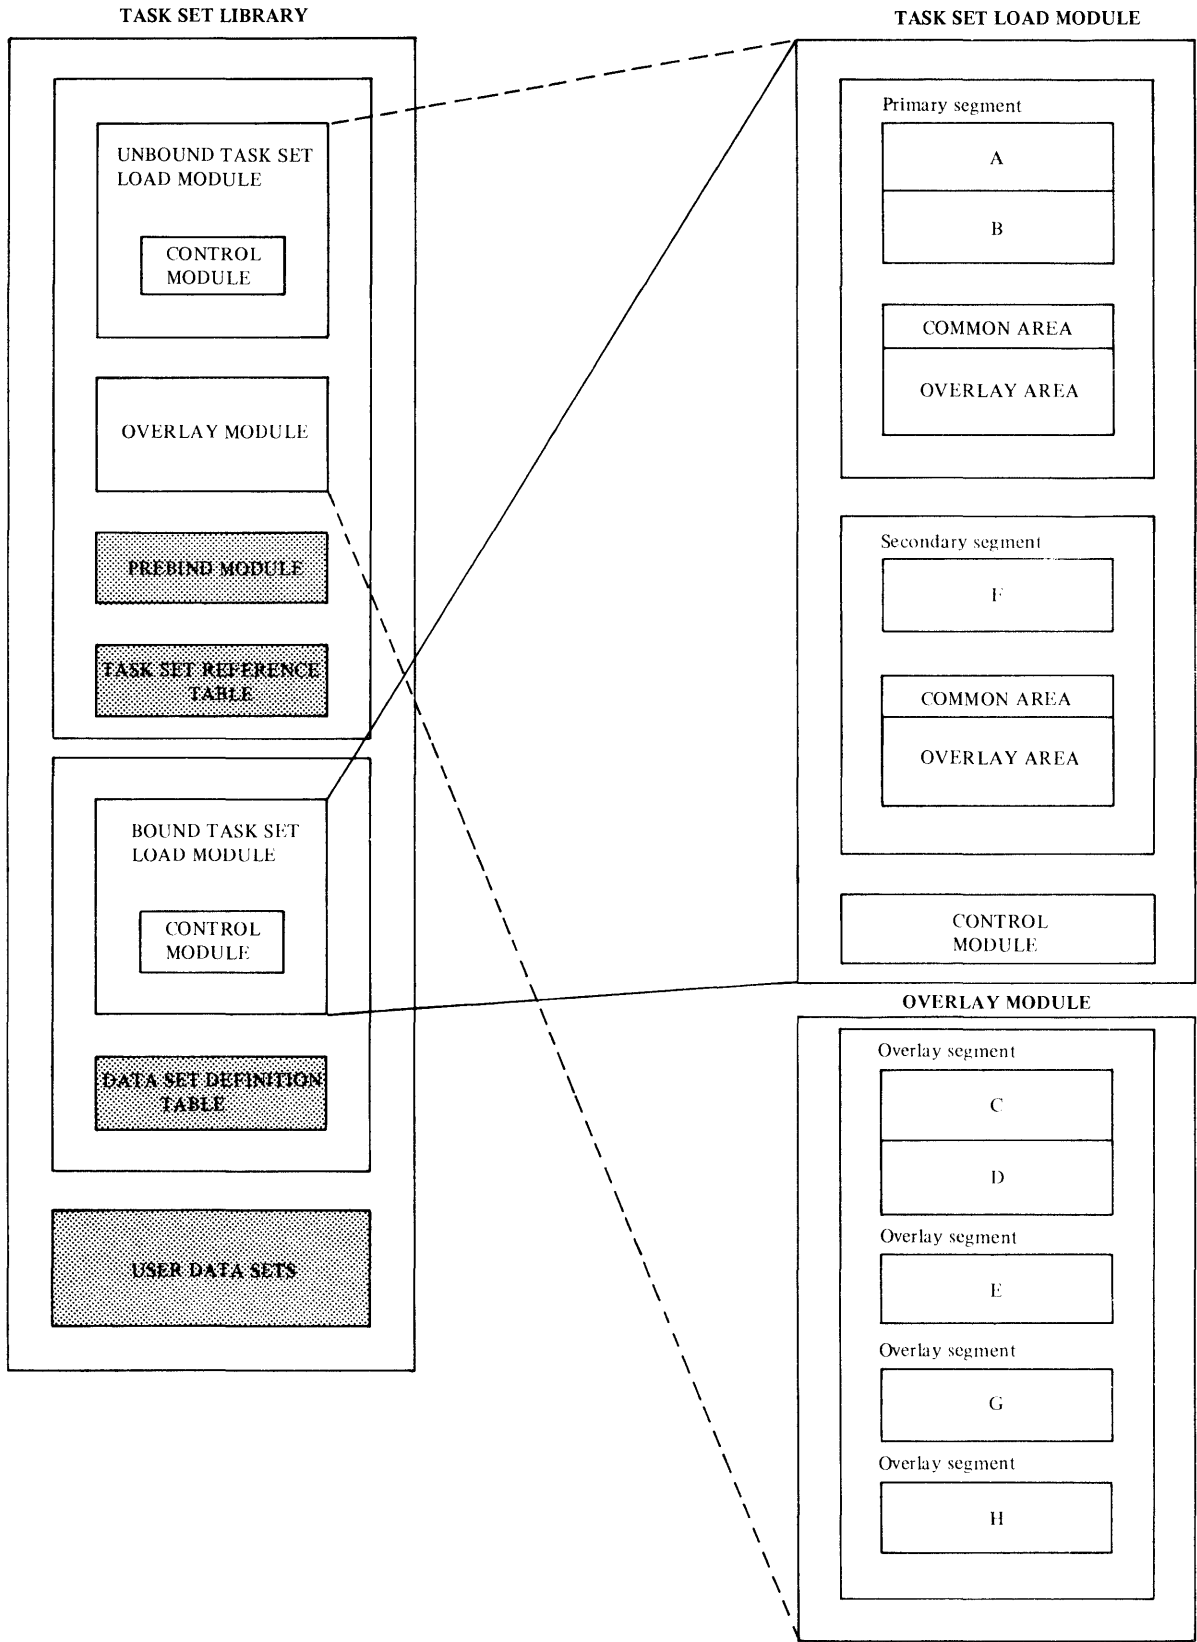 TASK SET LIBRARY
UNBOUND TASK SET
LOAD MODULE
CONTROL
MODULE
OVERLAY MODULE
PREBIND MODULE
TASK SET REFERENCE
TABLE
BOUND TASK SET
LOAD MODULE
CONTROL
MODULE
DATA SET DEFINITION
TABLE
USER DATA SETS
TASK SET LOAD MODULE
Primary segment
A
B
COMMON AREA
OVERLAY AREA
Secondary segment
F
COMMON AREA
OVERLAY AREA
CONTROL
MODULE
OVERLAY MODULE
Overlay segment
C
D
Overlay segment
E
Overlay segment
G
Overlay segment
H